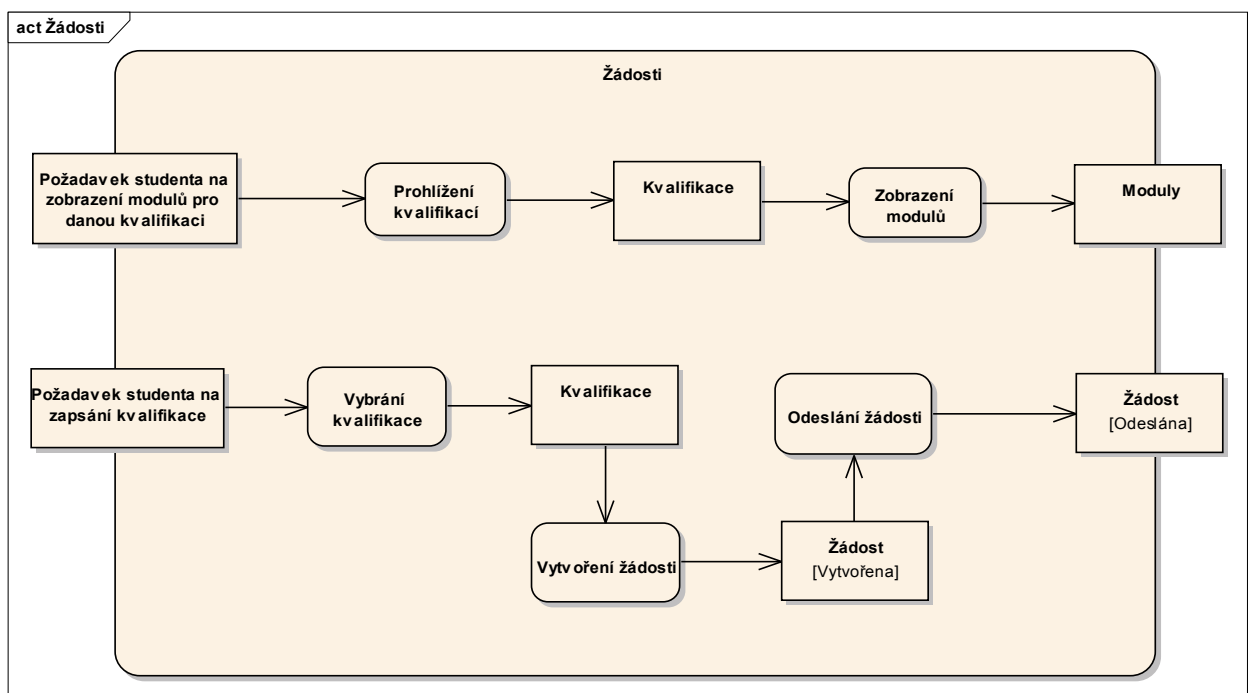 act Žádosti
Žádosti
Požadavek studenta na
zobrazení modulů pro
danou kvalifikaci
Prohlížení
kvalifikací
Kvalifikace
Zobrazení
modulů
Moduly
Požadavek studenta na
zapsání kvalifikace
Vybrání
kvalifikace
Kvalifikace
Odeslání žádosti
Žádost
[Odeslána]
Vytvoření žádosti
Žádost
[Vytvořena]